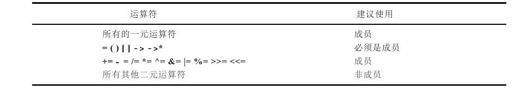 运算符 建议使用
所有的一元运算符 成员
= ( ) [ ] - > - >* 必须是成员
+= - = /= *= ^= &= |= %= >>= <<= 成员
所有其他二元运算符 非成员